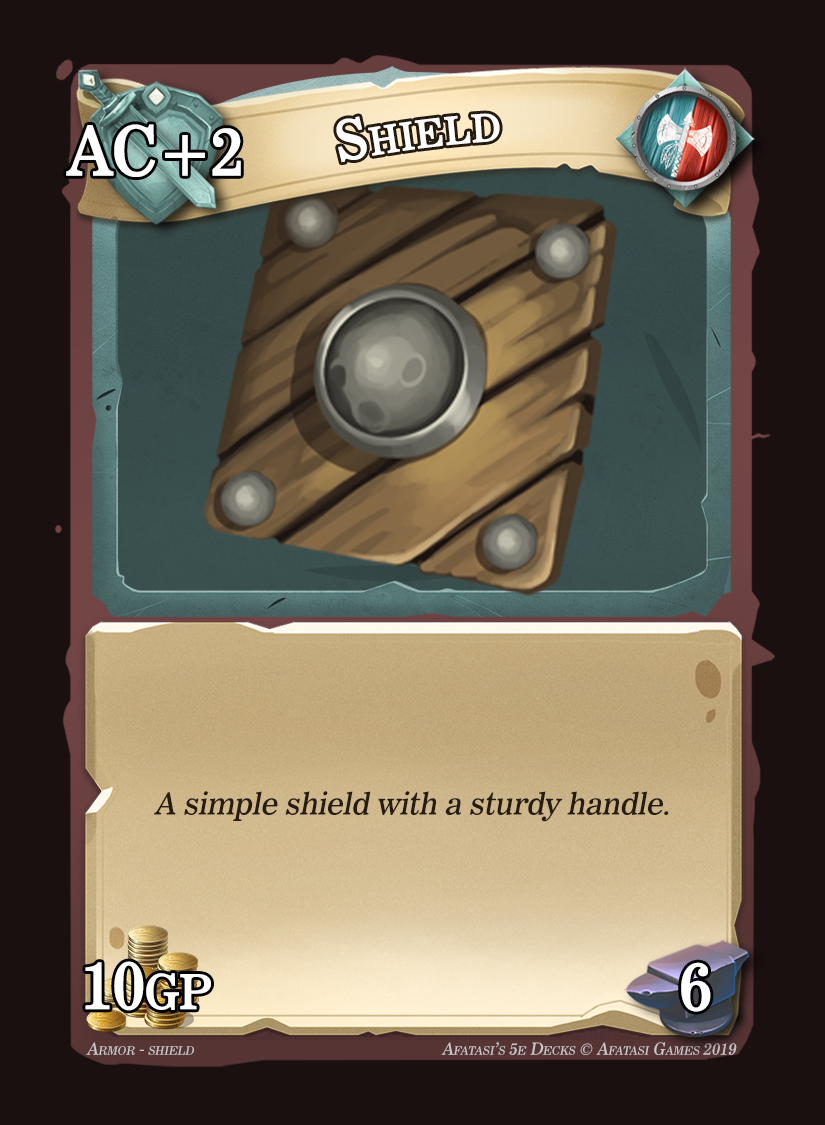 AC+2
Shield
A simple shield with a sturdy handle.
10GP
6
Armor - shield
Afatasi's 5e Decks © Afatasi Games 2019